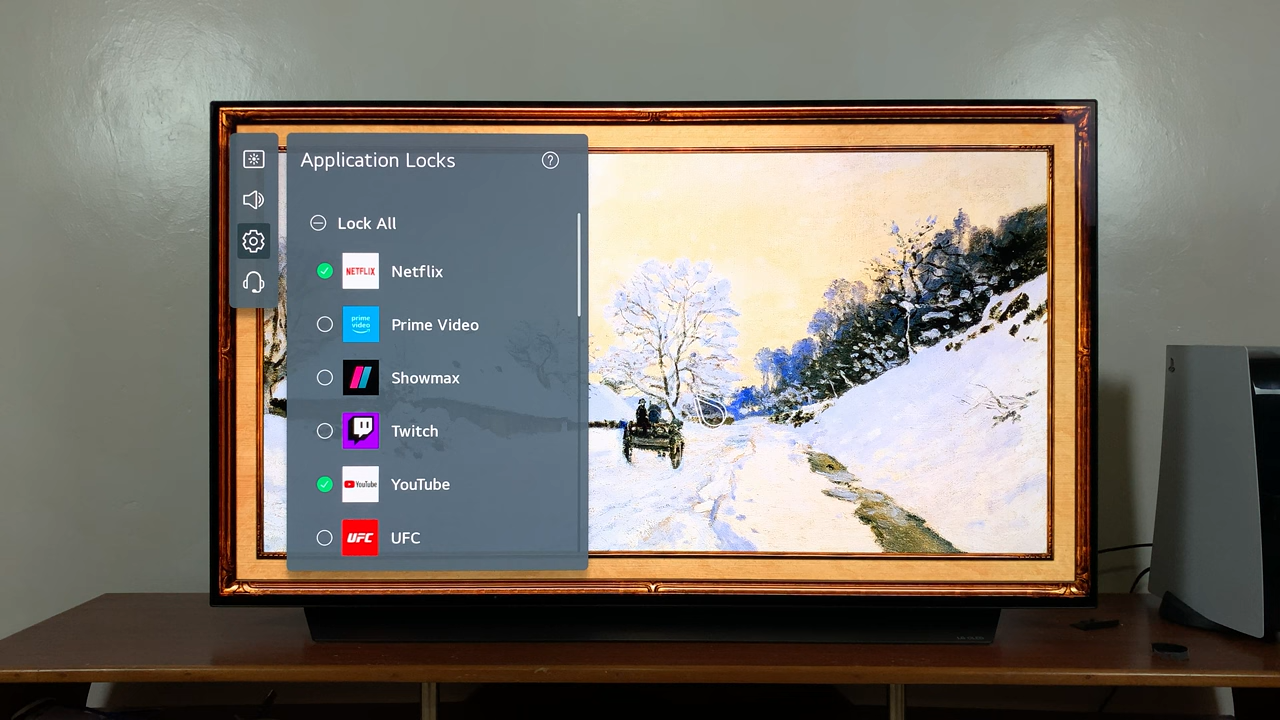 Application Locks
Lock All
NETFLIX
Netflix
prime
video
Prime Video
Showmax
Twitch
YouTube
YouTube
UFC
UFC